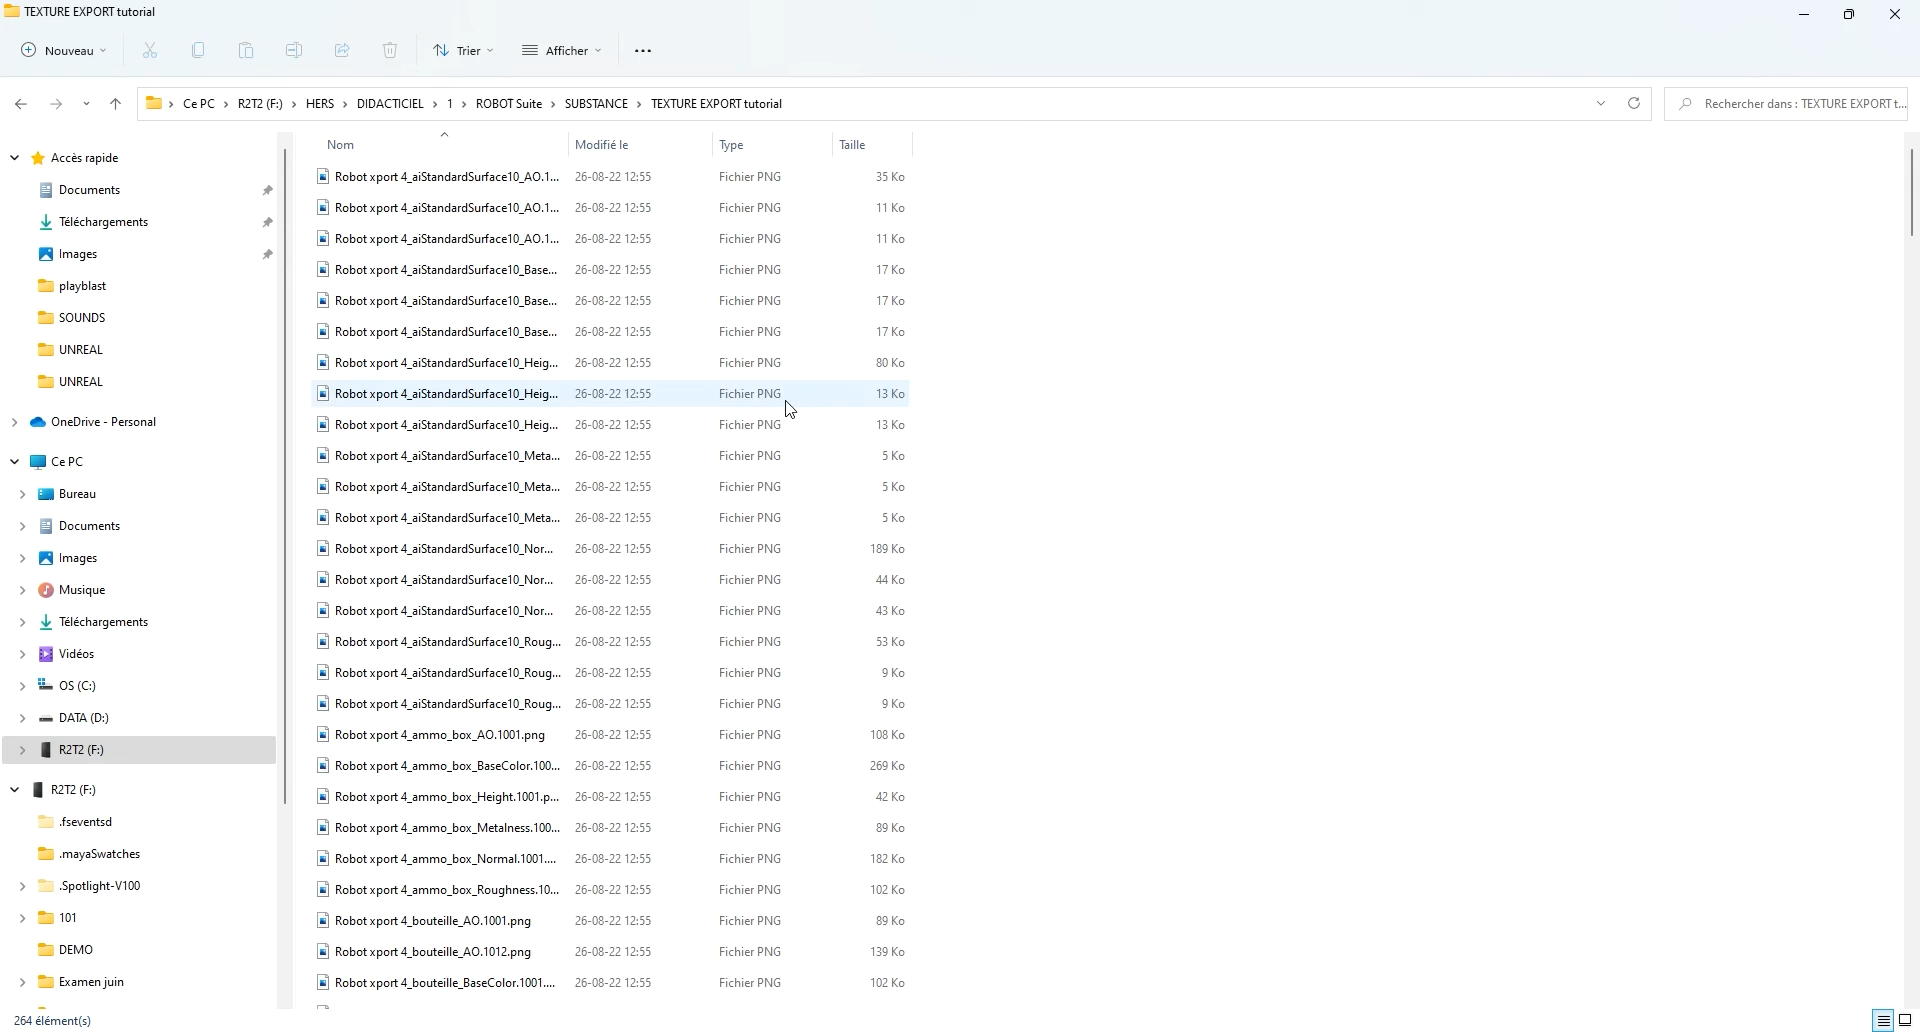 TEXTURE EXPORT tutorial
Nouveau Trier Afficher
Ce PC R2T2 (F:) HERS DIDACTICIEL 1 ROBOT Suite SUBSTANCE TEXTURE EXPORT tutorial
Rechercher dans : TEXTURE EXPORT t...
Accès rapide
Documents
Téléchargements
Images
playblast
SOUNDS
UNREAL
UNREAL
OneDrive - Personal
Ce PC
Bureau
Documents
Images
Musique
Téléchargements
Vidéos
OS (C:)
DATA (D:)
R2T2 (F:)
R2T2 (F:)
.fseventsd
.mayaSwatches
.Spotlight-V100
101
DEMO
Examen juin
Nom Modifié le Type Taille
Robot xport 4_aiStandardSurface10_AO.1... 26-08-22 12:55 Fichier PNG 35 Ko
Robot xport 4_aiStandardSurface10_AO.1... 26-08-22 12:55 Fichier PNG 11 Ko
Robot xport 4_aiStandardSurface10_AO.1... 26-08-22 12:55 Fichier PNG 11 Ko
Robot xport 4_aiStandardSurface10_Base... 26-08-22 12:55 Fichier PNG 17 Ko
Robot xport 4_aiStandardSurface10_Base... 26-08-22 12:55 Fichier PNG 17 Ko
Robot xport 4_aiStandardSurface10_Base... 26-08-22 12:55 Fichier PNG 17 Ko
Robot xport 4_aiStandardSurface10_Heig... 26-08-22 12:55 Fichier PNG 80 Ko
Robot xport 4_aiStandardSurface10_Heig... 26-08-22 12:55 Fichier PNG 13 Ko
Robot xport 4_aiStandardSurface10_Heig... 26-08-22 12:55 Fichier PNG 13 Ko
Robot xport 4_aiStandardSurface10_Meta... 26-08-22 12:55 Fichier PNG 5 Ko
Robot xport 4_aiStandardSurface10_Meta... 26-08-22 12:55 Fichier PNG 5 Ko
Robot xport 4_aiStandardSurface10_Meta... 26-08-22 12:55 Fichier PNG 5 Ko
Robot xport 4_aiStandardSurface10_Nor... 26-08-22 12:55 Fichier PNG 189 Ko
Robot xport 4_aiStandardSurface10_Nor... 26-08-22 12:55 Fichier PNG 44 Ko
Robot xport 4_aiStandardSurface10_Nor... 26-08-22 12:55 Fichier PNG 43 Ko
Robot xport 4_aiStandardSurface10_Roug... 26-08-22 12:55 Fichier PNG 53 Ko
Robot xport 4_aiStandardSurface10_Roug... 26-08-22 12:55 Fichier PNG 9 Ko
Robot xport 4_aiStandardSurface10_Roug... 26-08-22 12:55 Fichier PNG 9 Ko
Robot xport 4_ammo_box_AO.1001.png 26-08-22 12:55 Fichier PNG 108 Ko
Robot xport 4_ammo_box_BaseColor.100... 26-08-22 12:55 Fichier PNG 269 Ko
Robot xport 4_ammo_box_Height.1001.p... 26-08-22 12:55 Fichier PNG 42 Ko
Robot xport 4_ammo_box_Metalness.100... 26-08-22 12:55 Fichier PNG 89 Ko
Robot xport 4_ammo_box_Normal.1001.... 26-08-22 12:55 Fichier PNG 182 Ko
Robot xport 4_ammo_box_Roughness.10... 26-08-22 12:55 Fichier PNG 102 Ko
Robot xport 4_bouteille_AO.1001.png 26-08-22 12:55 Fichier PNG 89 Ko
Robot xport 4_bouteille_AO.1012.png 26-08-22 12:55 Fichier PNG 139 Ko
Robot xport 4_bouteille_BaseColor.1001.... 26-08-22 12:55 Fichier PNG 102 Ko
264 élément(s)